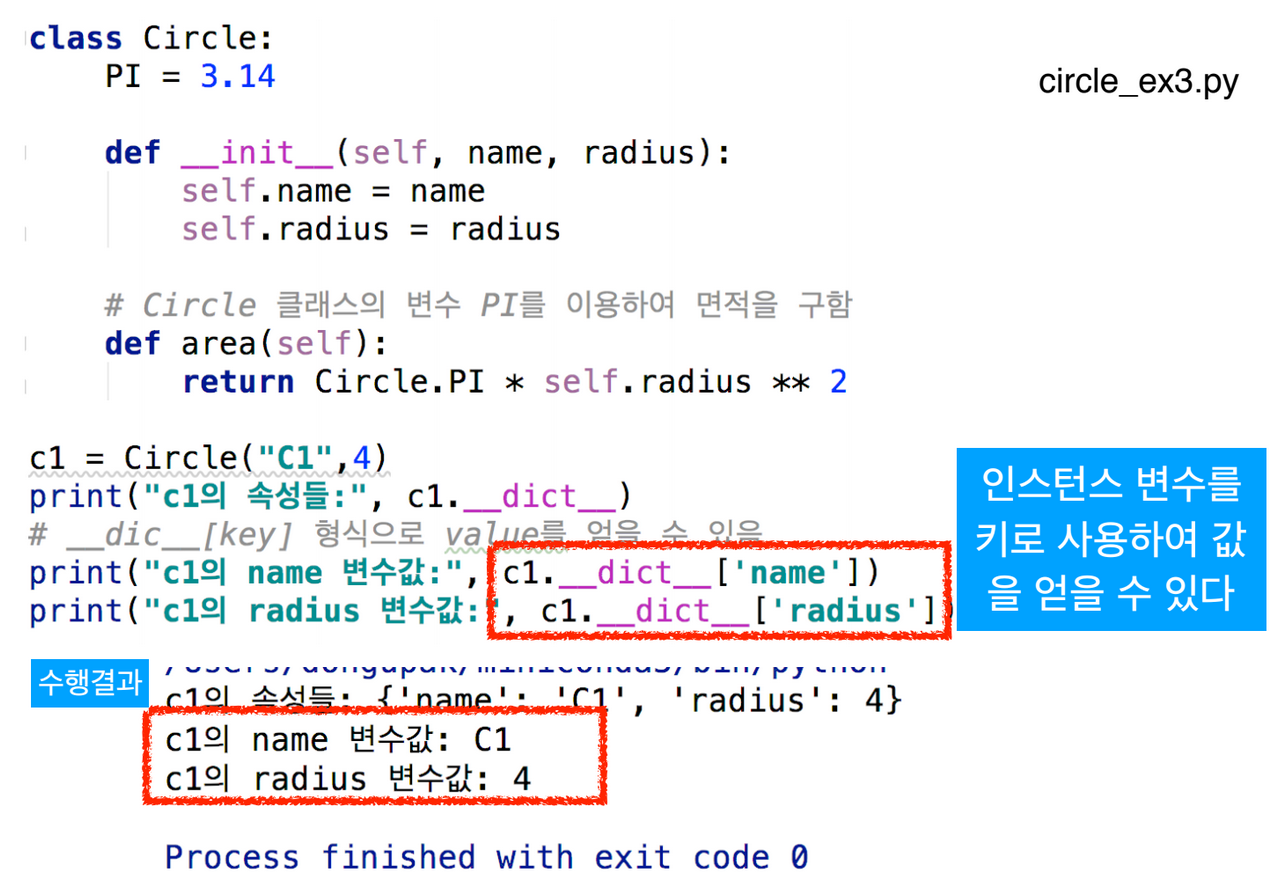 class Circle:
    PI = 3.14
circle_ex3.py
    def __init__(self, name, radius):
        self.name = name
        self.radius = radius
    # Circle 클래스의 변수 PI를 이용하여 면적을 구함
    def area(self):
        return Circle.PI * self.radius ** 2
c1 = Circle("C1",4)
print("c1의 속성들:", c1.__dict__)
# __dic__[key] 형식으로 value를 얻을 수 있음
print("c1의 name 변수값:", c1.__dict__['name'])
print("c1의 radius 변수값:", c1.__dict__['radius'])
인스턴스 변수를
키로 사용하여 값
을 얻을 수 있다
수행결과
c1의 속성들: {'name': 'C1', 'radius': 4}
c1의 name 변수값: C1
c1의 radius 변수값: 4
Process finished with exit code 0